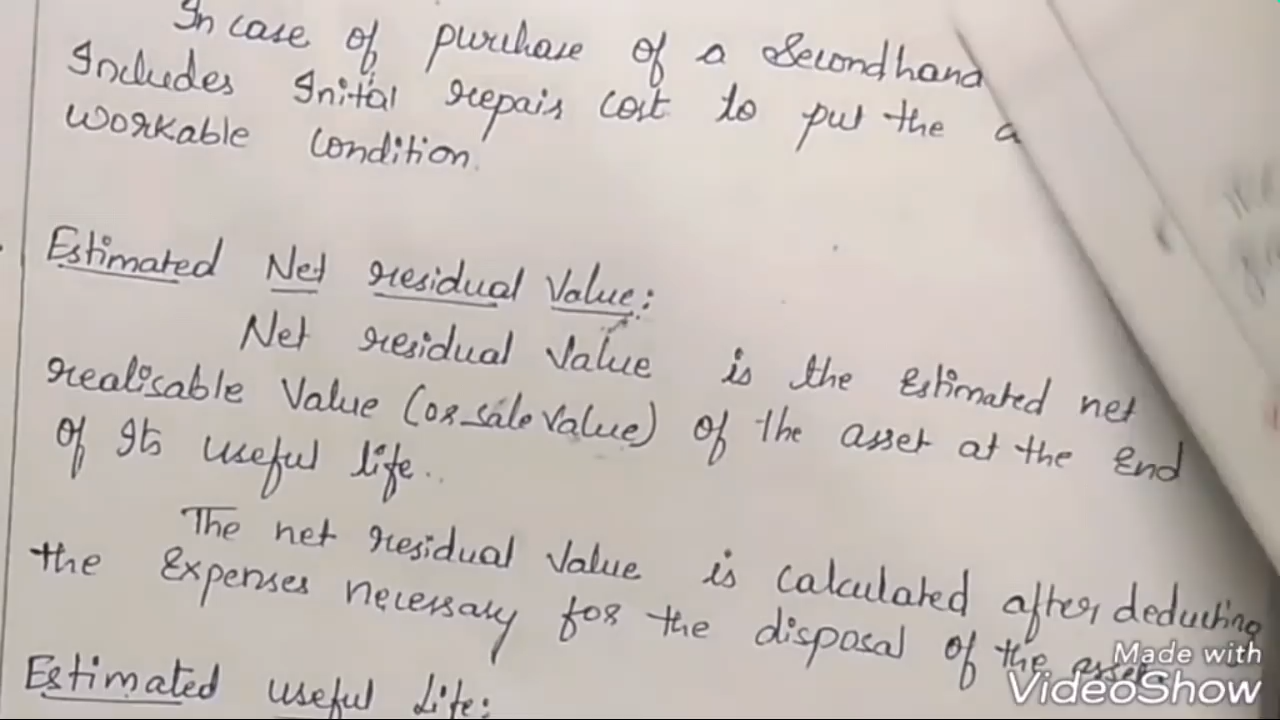 In case of purchase of a Secondhand
Includes Inital repair cost to put the a
workable condition.
Estimated Net residual Value:
Net residual Value is the Estimated net
realisable Value (or sale Value) of the asset at the End
of Its useful life.
The net residual Value is calculated after deducting
the Expenses necessary for the disposal of the asset.
Estimated useful Life:
Made with
VideoShow